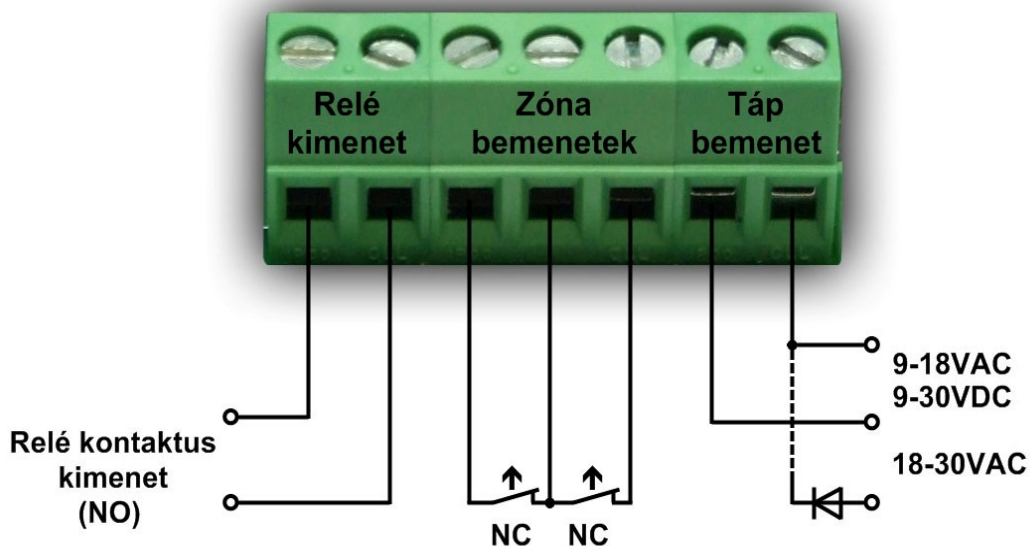 Relé
kimenet
Zóna
bemenetek
Táp
bemenet
9-18VAC
9-30VDC
18-30VAC
Relé kontaktus
kimenet
(NO)
NC
NC